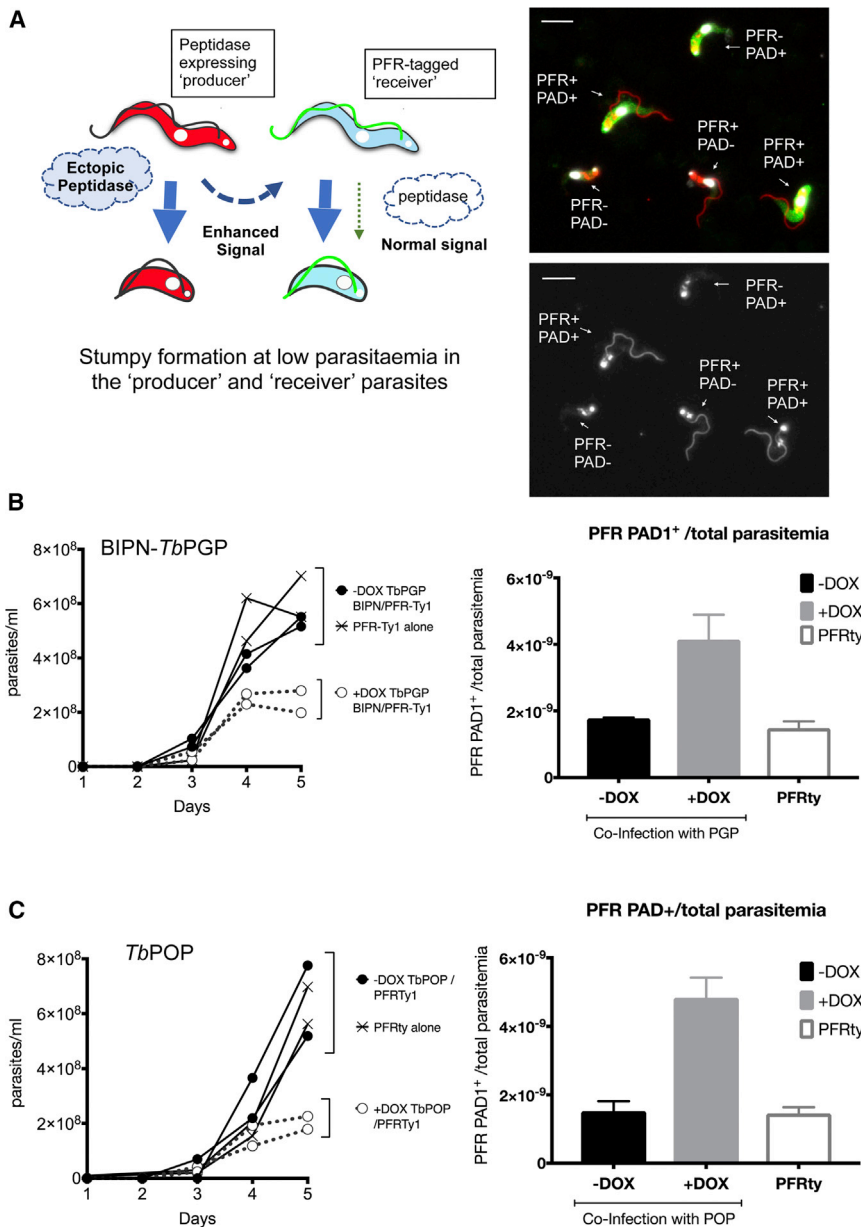 A
Peptidase
expressing
'producer'
PFR-tagged
'receiver'
Ectopic
Peptidase
Enhanced
Signal
peptidase
Normal signal
Stumpy formation at low parasitaemia in
the 'producer' and 'receiver' parasites
PFR-
PAD+
PFR+
PAD+
PFR+
PAD-
PFR+
PAD+
PFR-
PAD-
PFR-
PAD+
PFR+
PAD+
PFR+
PAD-
PFR+
PAD+
PFR-
PAD-
B
BIPN-TbPGP
8×10⁸
6×10⁸
4×10⁸
2×10⁸
0
parasites/ml
1 2 3 4 5
Days
-DOX TbPGP
BIPN/PFR-Ty1
PFR-Ty1 alone
+DOX TbPGP
BIPN/PFR-Ty1
PFR PAD1⁺ /total parasitemia
PFR PAD1⁺ /total parasitemia
6×10⁻⁹
4×10⁻⁹
2×10⁻⁹
0
-DOX
+DOX
PFRty
-DOX +DOX PFRty
Co-Infection with PGP
C
TbPOP
8×10⁸
6×10⁸
4×10⁸
2×10⁸
0
parasites/ml
1 2 3 4 5
Days
-DOX TbPOP /
PFRTy1
PFRty alone
+DOX TbPOP
/PFRTy1
PFR PAD+/total parasitemia
PFR PAD1⁺ /total parasitemia
6×10⁻⁹
4×10⁻⁹
2×10⁻⁹
0
-DOX
+DOX
PFRty
-DOX +DOX PFRty
Co-Infection with POP